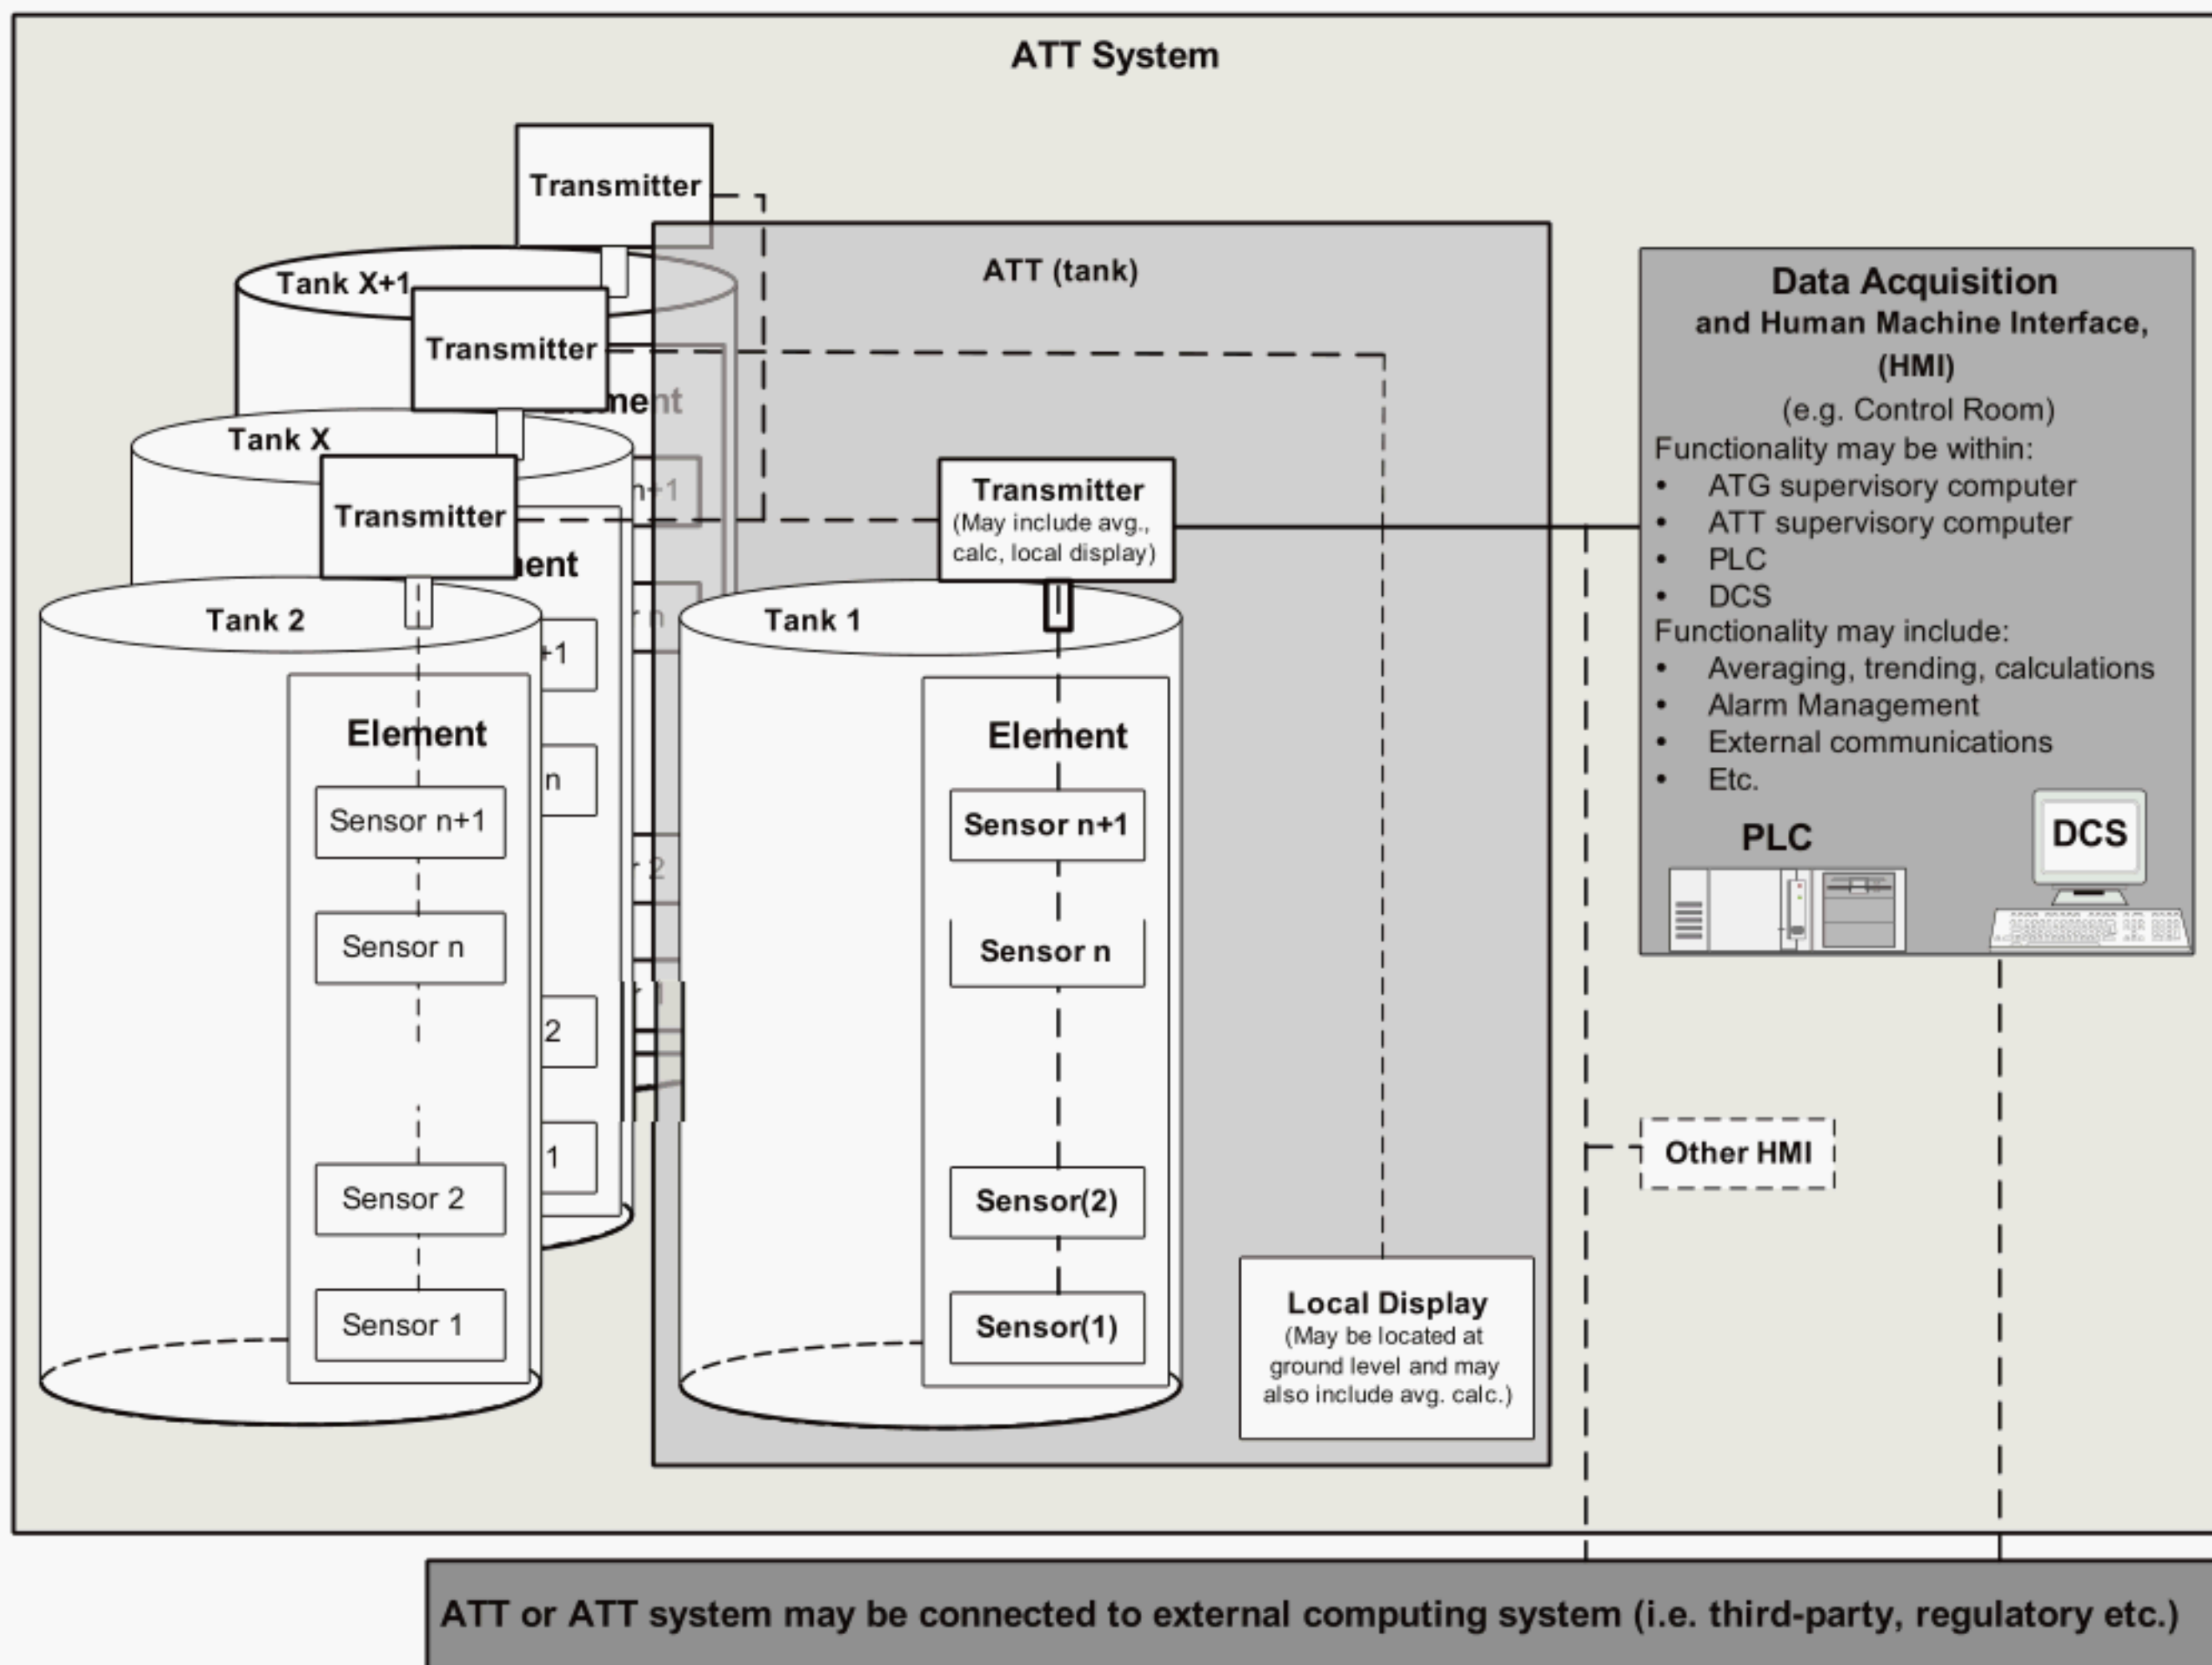 ATT System
Transmitter
Tank X+1
ATT (tank)
Transmitter
Tank X
n+1
Transmitter
Transmitter
(May include avg.,
calc, local display)
n
Tank 2
Tank 1
+1
n
2
2
1
Element
Sensor n+1
Sensor n
Sensor 2
Sensor 1
Element
Sensor n+1
Sensor n
Sensor(2)
Sensor(1)
Local Display
(May be located at
ground level and may
also include avg. calc.)
Data Acquisition
and Human Machine Interface,
(HMI)
(e.g. Control Room)
Functionality may be within:
• ATG supervisory computer
• ATT supervisory computer
• PLC
• DCS
Functionality may include:
• Averaging, trending, calculations
• Alarm Management
• External communications
• Etc.
PLC
DCS
Other HMI
ATT or ATT system may be connected to external computing system (i.e. third-party, regulatory etc.)